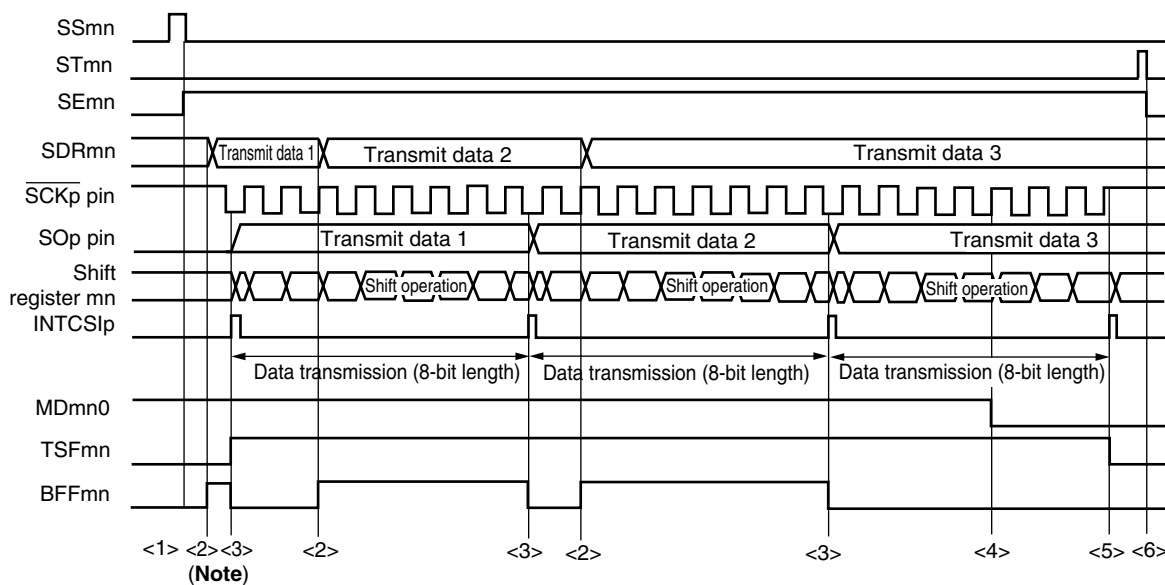 SSmn
STmn
SEmn
SDRmn Transmit data 1 Transmit data 2 Transmit data 3
SCKp pin
SOp pin Transmit data 1 Transmit data 2 Transmit data 3
Shift
register mn Shift operation Shift operation Shift operation
INTCSIp
Data transmission (8-bit length) Data transmission (8-bit length) Data transmission (8-bit length)
MDmn0
TSFmn
BFFmn
<1> <2> <3> <2> <3> <2> <3> <4> <5> <6>
(Note)